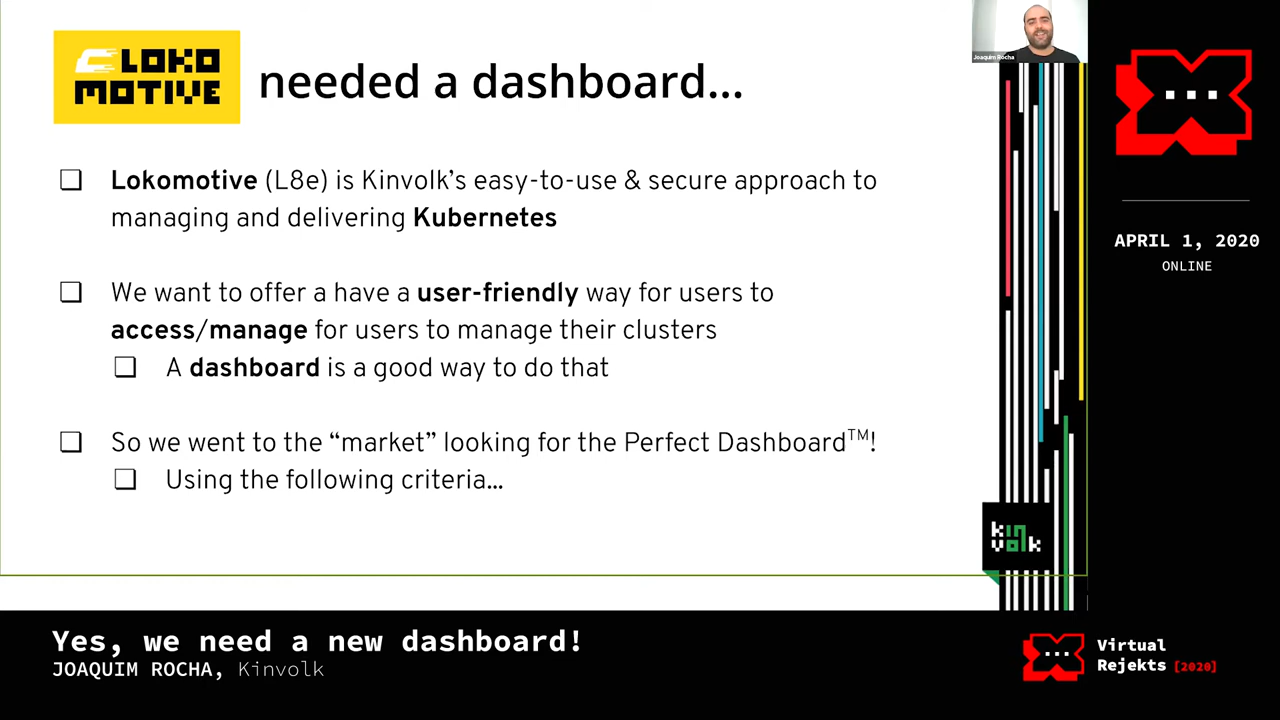 LOKO
MOTIVE
needed a dashboard...
❏ Lokomotive (L8e) is Kinvolk's easy-to-use & secure approach to
managing and delivering Kubernetes
❏ We want to offer a have a user-friendly way for users to
access/manage for users to manage their clusters
❏ A dashboard is a good way to do that
❏ So we went to the “market” looking for the Perfect Dashboard™!
❏ Using the following criteria...
kin
volk
Joaquim Rocha
APRIL 1, 2020
ONLINE
Yes, we need a new dashboard!
JOAQUIM ROCHA, Kinvolk
Virtual
Rejekts [2020]